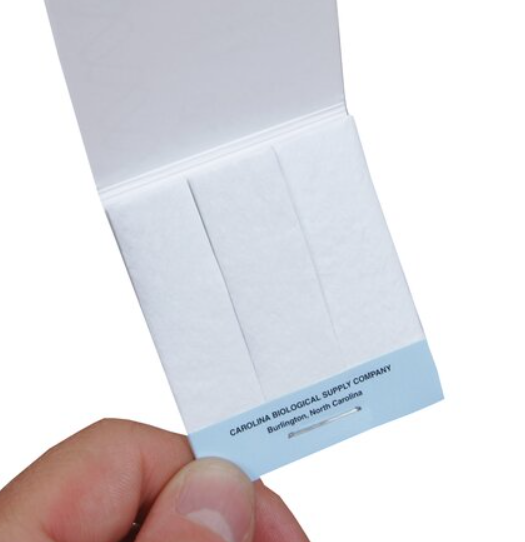 CAROLINA BIOLOGICAL SUPPLY COMPANY
Burlington, North Carolina